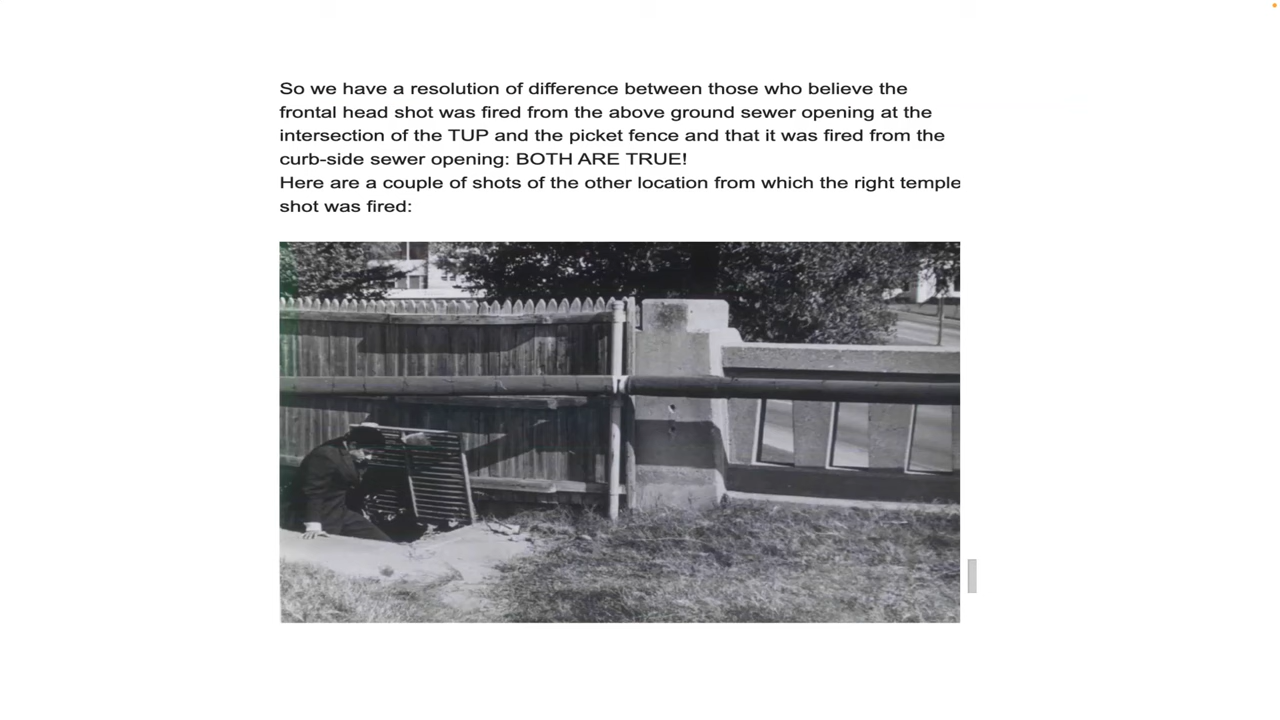 So we have a resolution of difference between those who believe the
frontal head shot was fired from the above ground sewer opening at the
intersection of the TUP and the picket fence and that it was fired from the
curb-side sewer opening: BOTH ARE TRUE!
Here are a couple of shots of the other location from which the right temple
shot was fired: